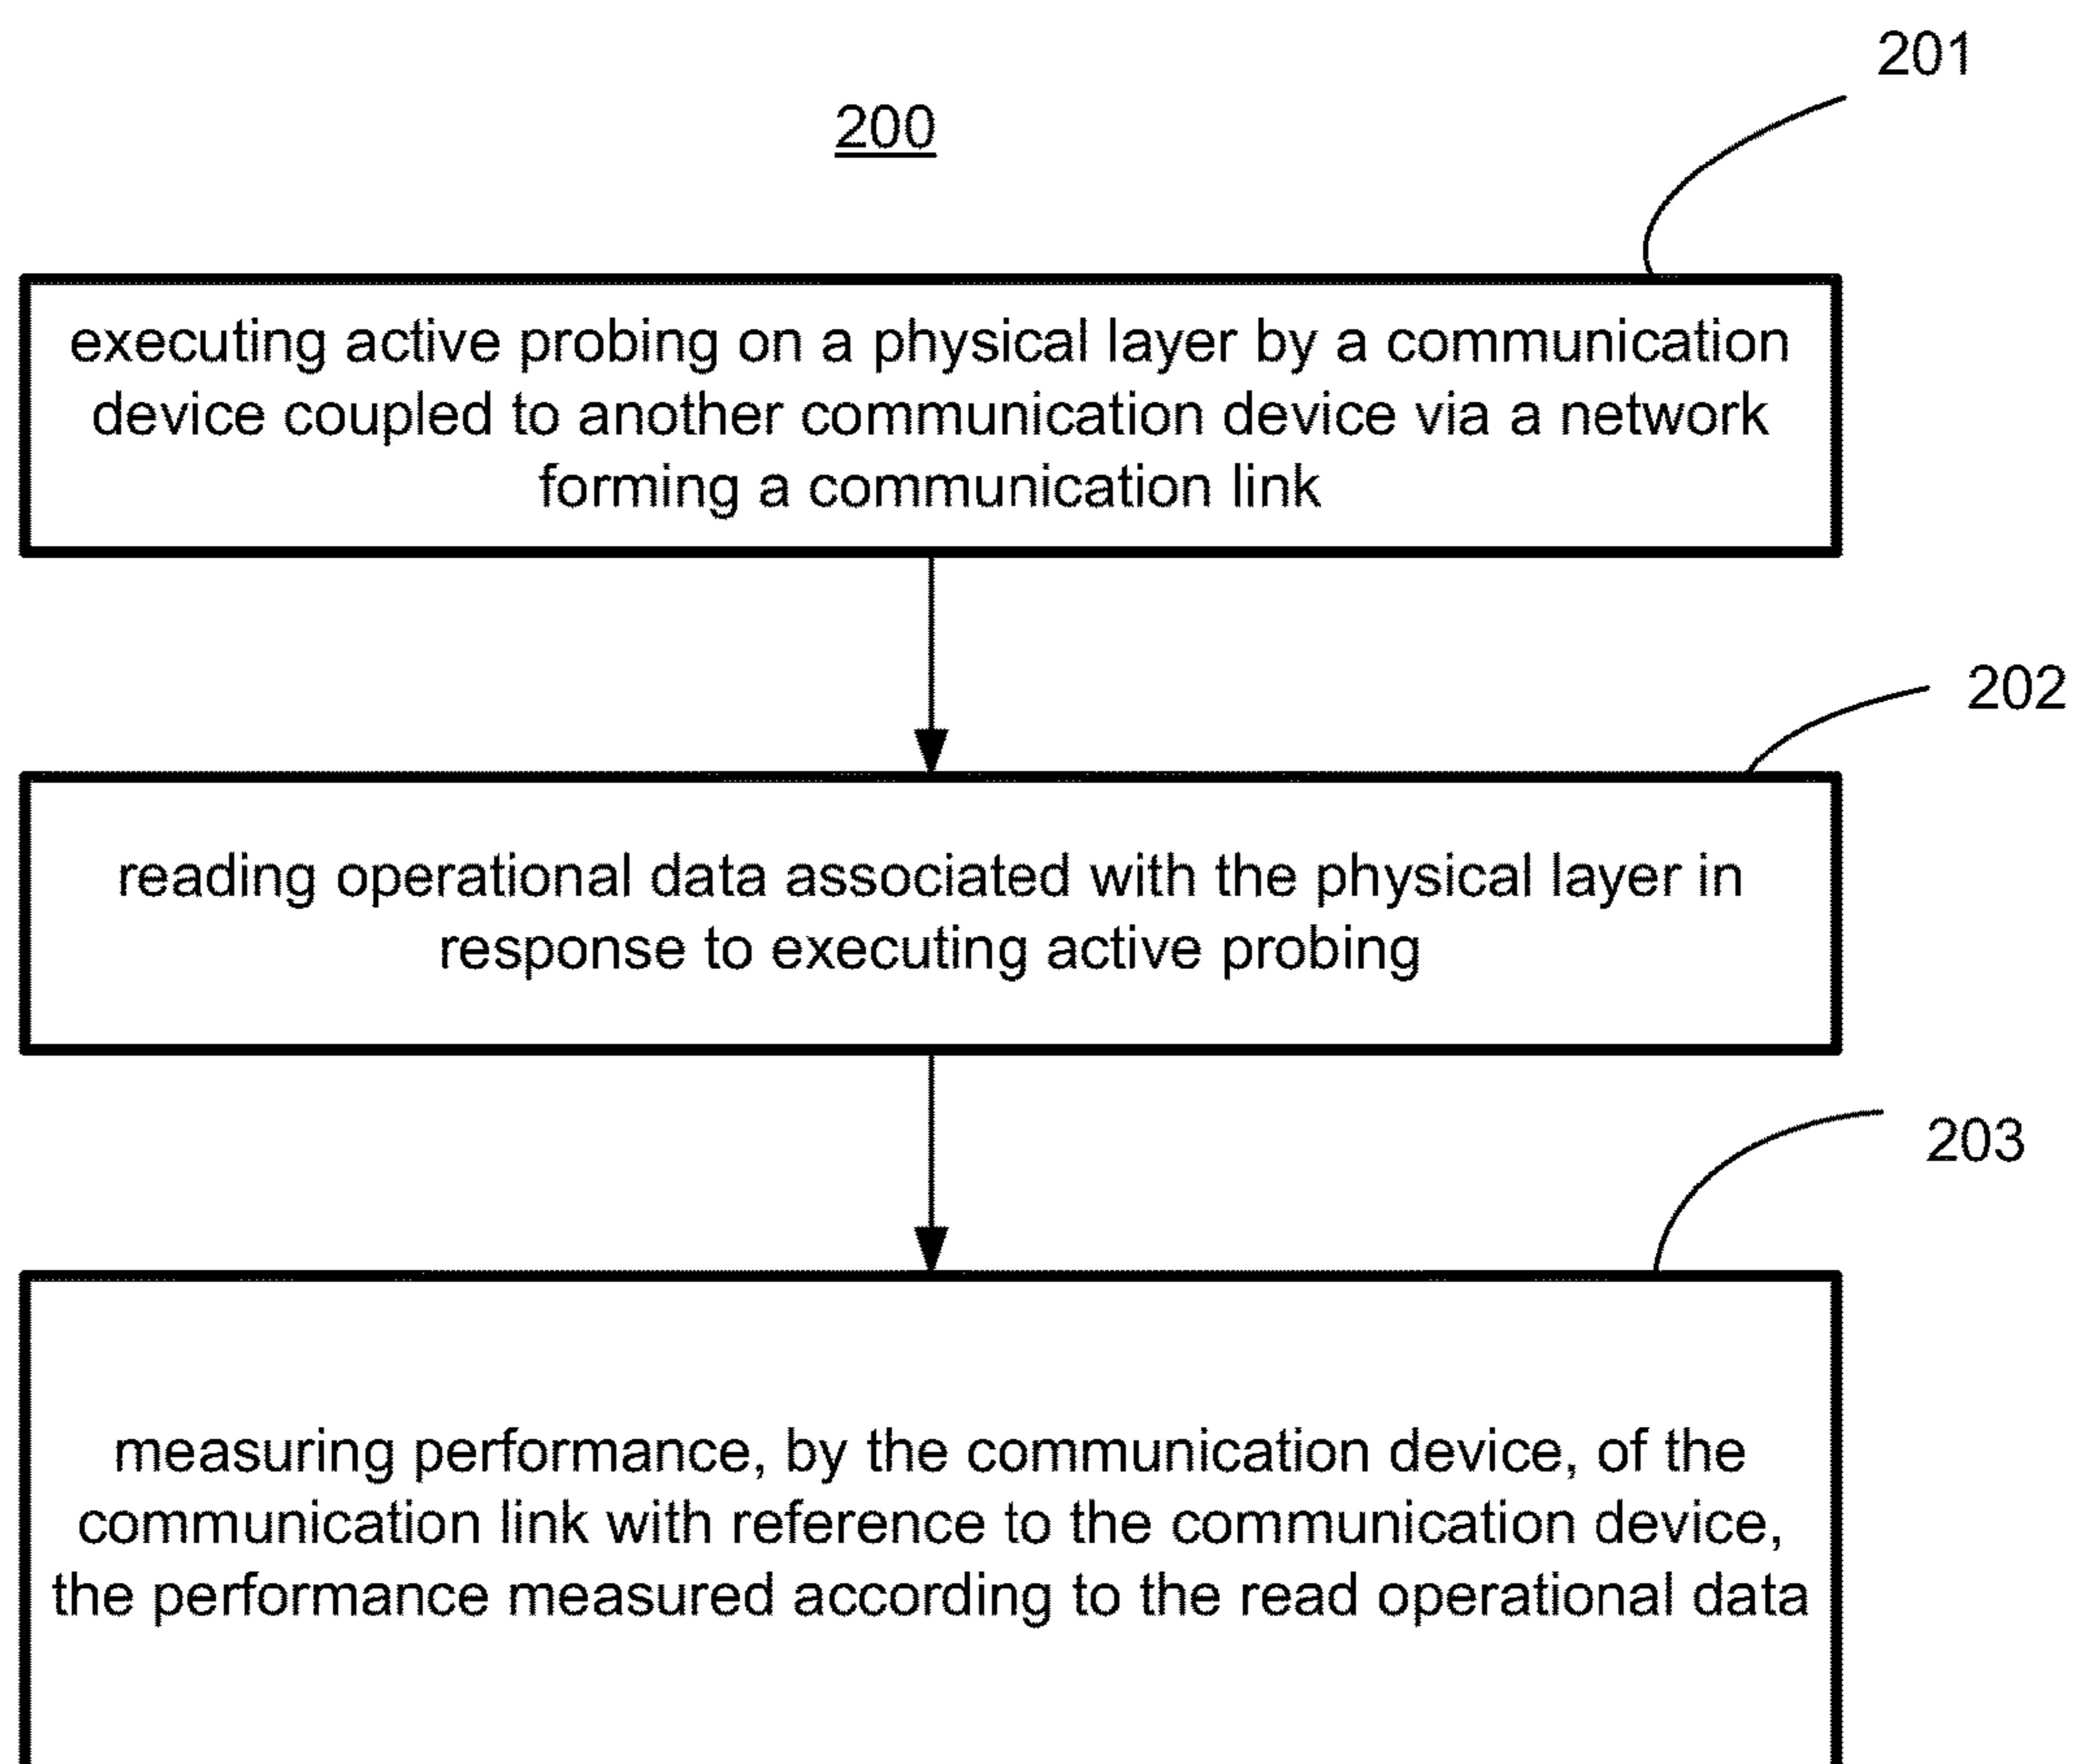 201
200
executing active probing on a physical layer by a communication
device coupled to another communication device via a network
forming a communication link
202
reading operational data associated with the physical layer in
response to executing active probing
203
measuring performance, by the communication device, of the
communication link with reference to the communication device,
the performance measured according to the read operational data